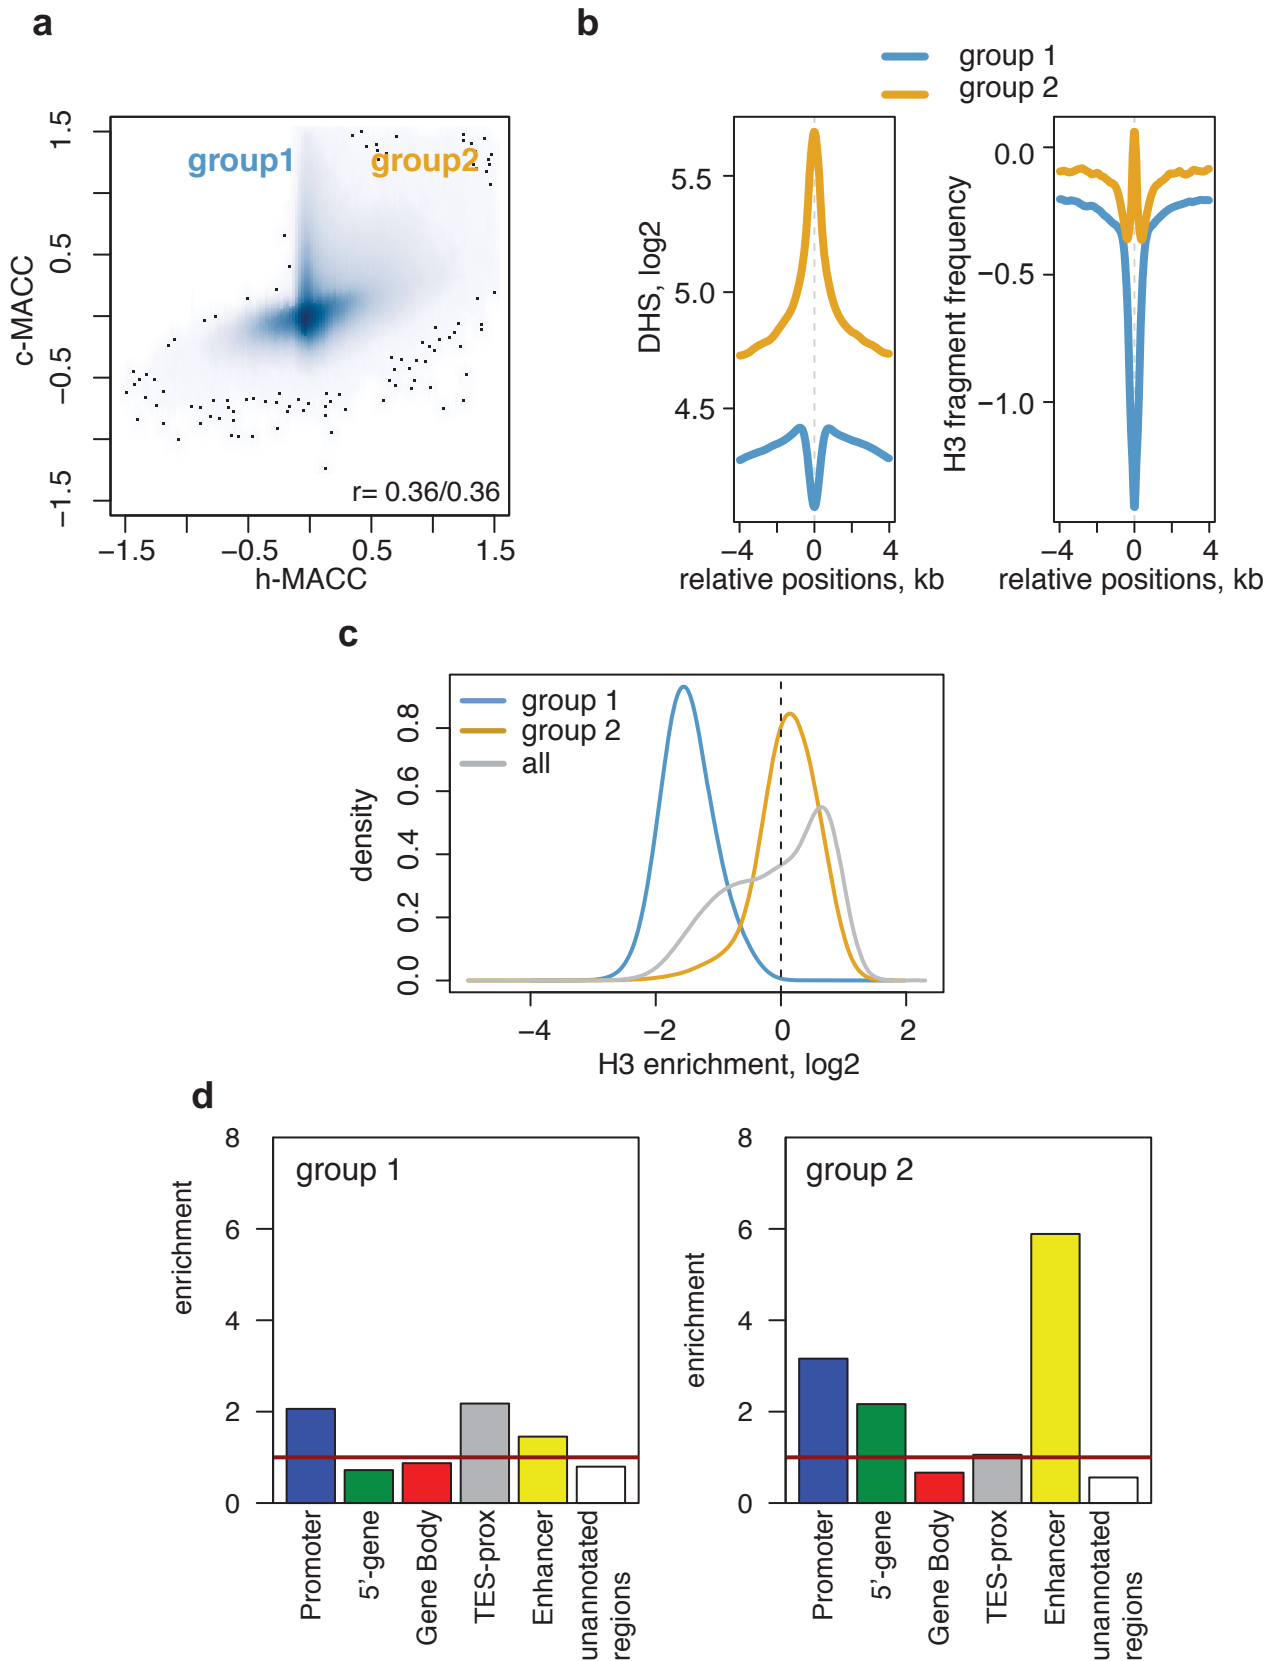 a
b
group 1
group 2
1.5
0.5
−0.5
−1.5
c-MACC
group1
group2
r= 0.36/0.36
−1.5
−0.5
0.5
1.5
h-MACC
DHS, log2
5.5
5.0
4.5
−4
0
4
relative positions, kb
H3 fragment frequency
0.0
−0.5
−1.0
−4
0
4
relative positions, kb
c
group 1
group 2
all
density
0.8
0.6
0.4
0.2
0.0
−4
−2
0
2
H3 enrichment, log2
d
enrichment
8
6
4
2
0
group 1
Promoter
5'-gene
Gene Body
TES-prox
Enhancer
unannotated
regions
enrichment
8
6
4
2
0
group 2
Promoter
5'-gene
Gene Body
TES-prox
Enhancer
unannotated
regions